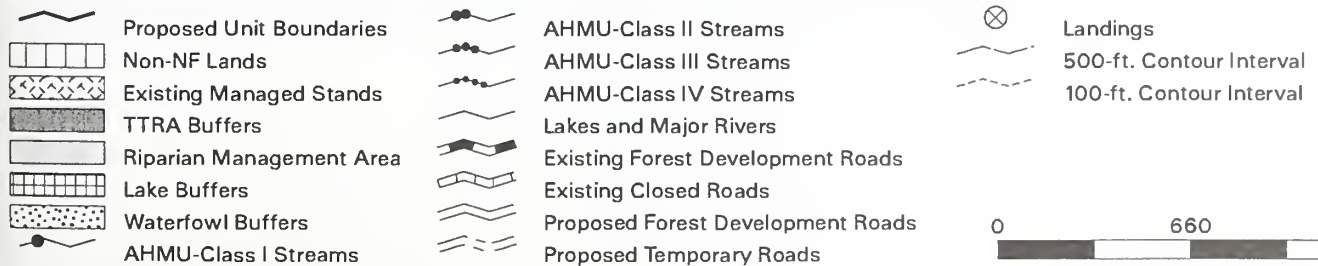 Proposed Unit Boundaries
Non-NF Lands
Existing Managed Stands
TTRA Buffers
Riparian Management Area
Lake Buffers
Waterfowl Buffers
AHMU-Class I Streams
AHMU-Class II Streams
AHMU-Class III Streams
AHMU-Class IV Streams
Lakes and Major Rivers
Existing Forest Development Roads
Existing Closed Roads
Proposed Forest Development Roads
Proposed Temporary Roads
Landings
500-ft. Contour Interval
100-ft. Contour Interval
0 660